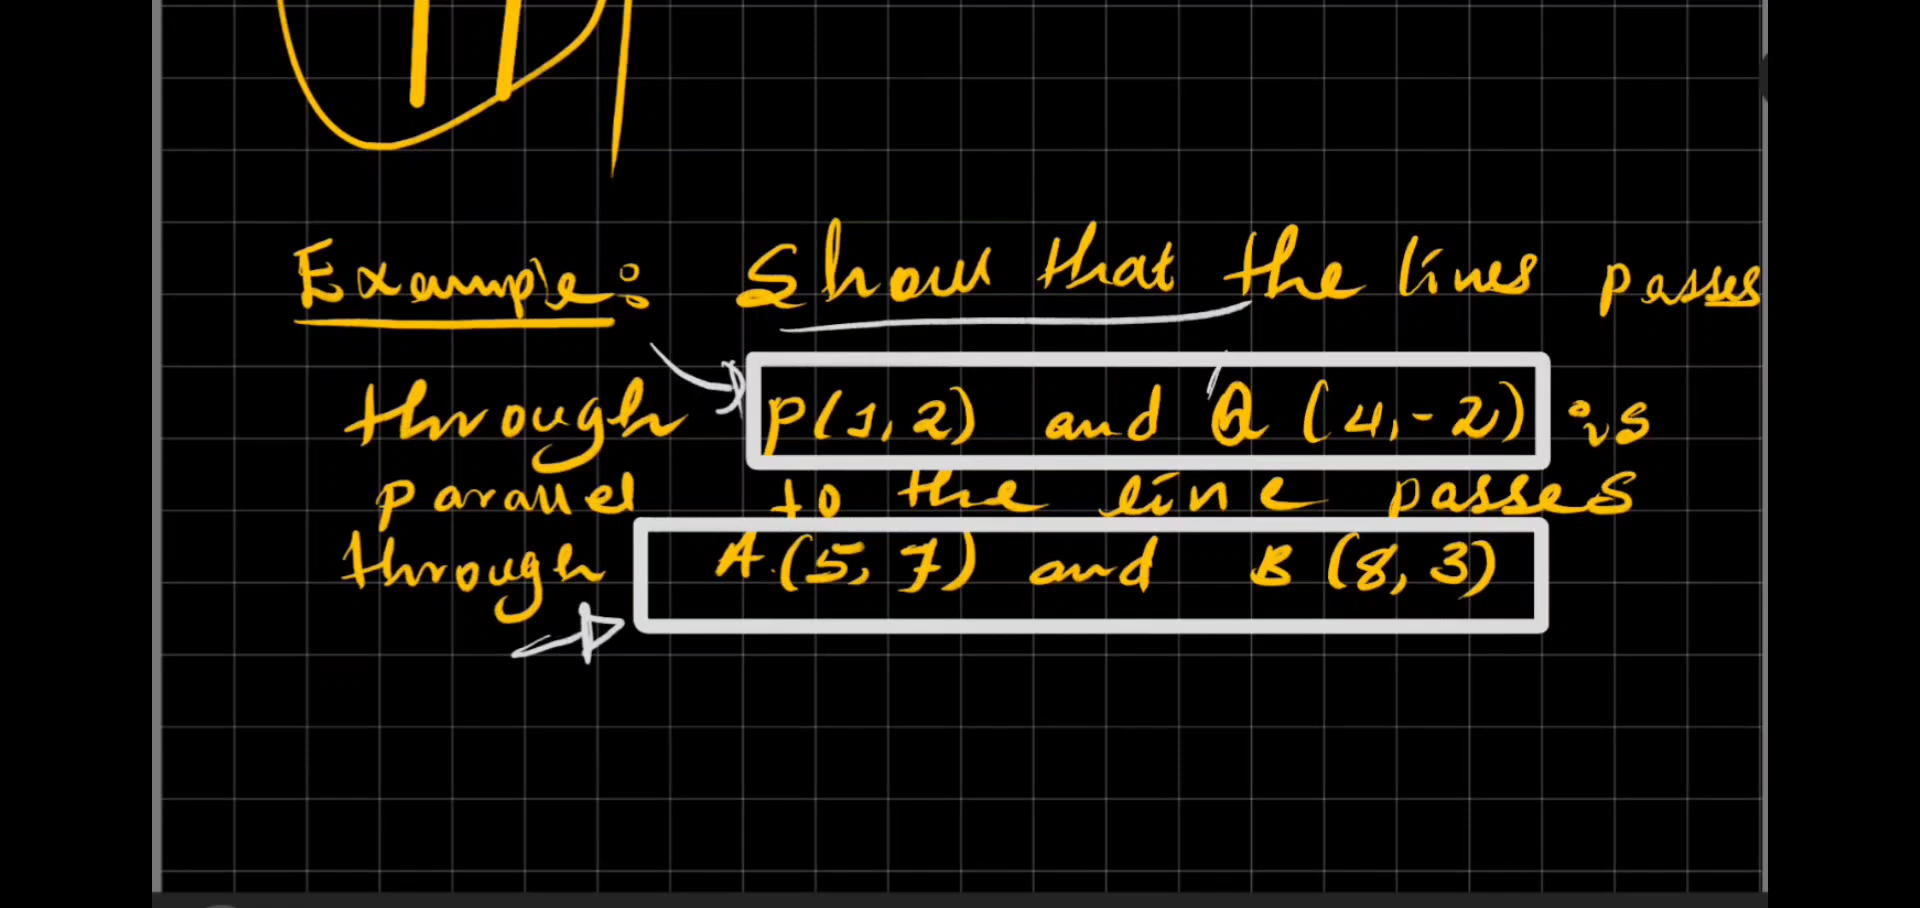 Example: Show that the lines passes
through P(1, 2) and Q (4, -2) is
parallel to the line passes
through A.(5, 7) and B (8, 3)